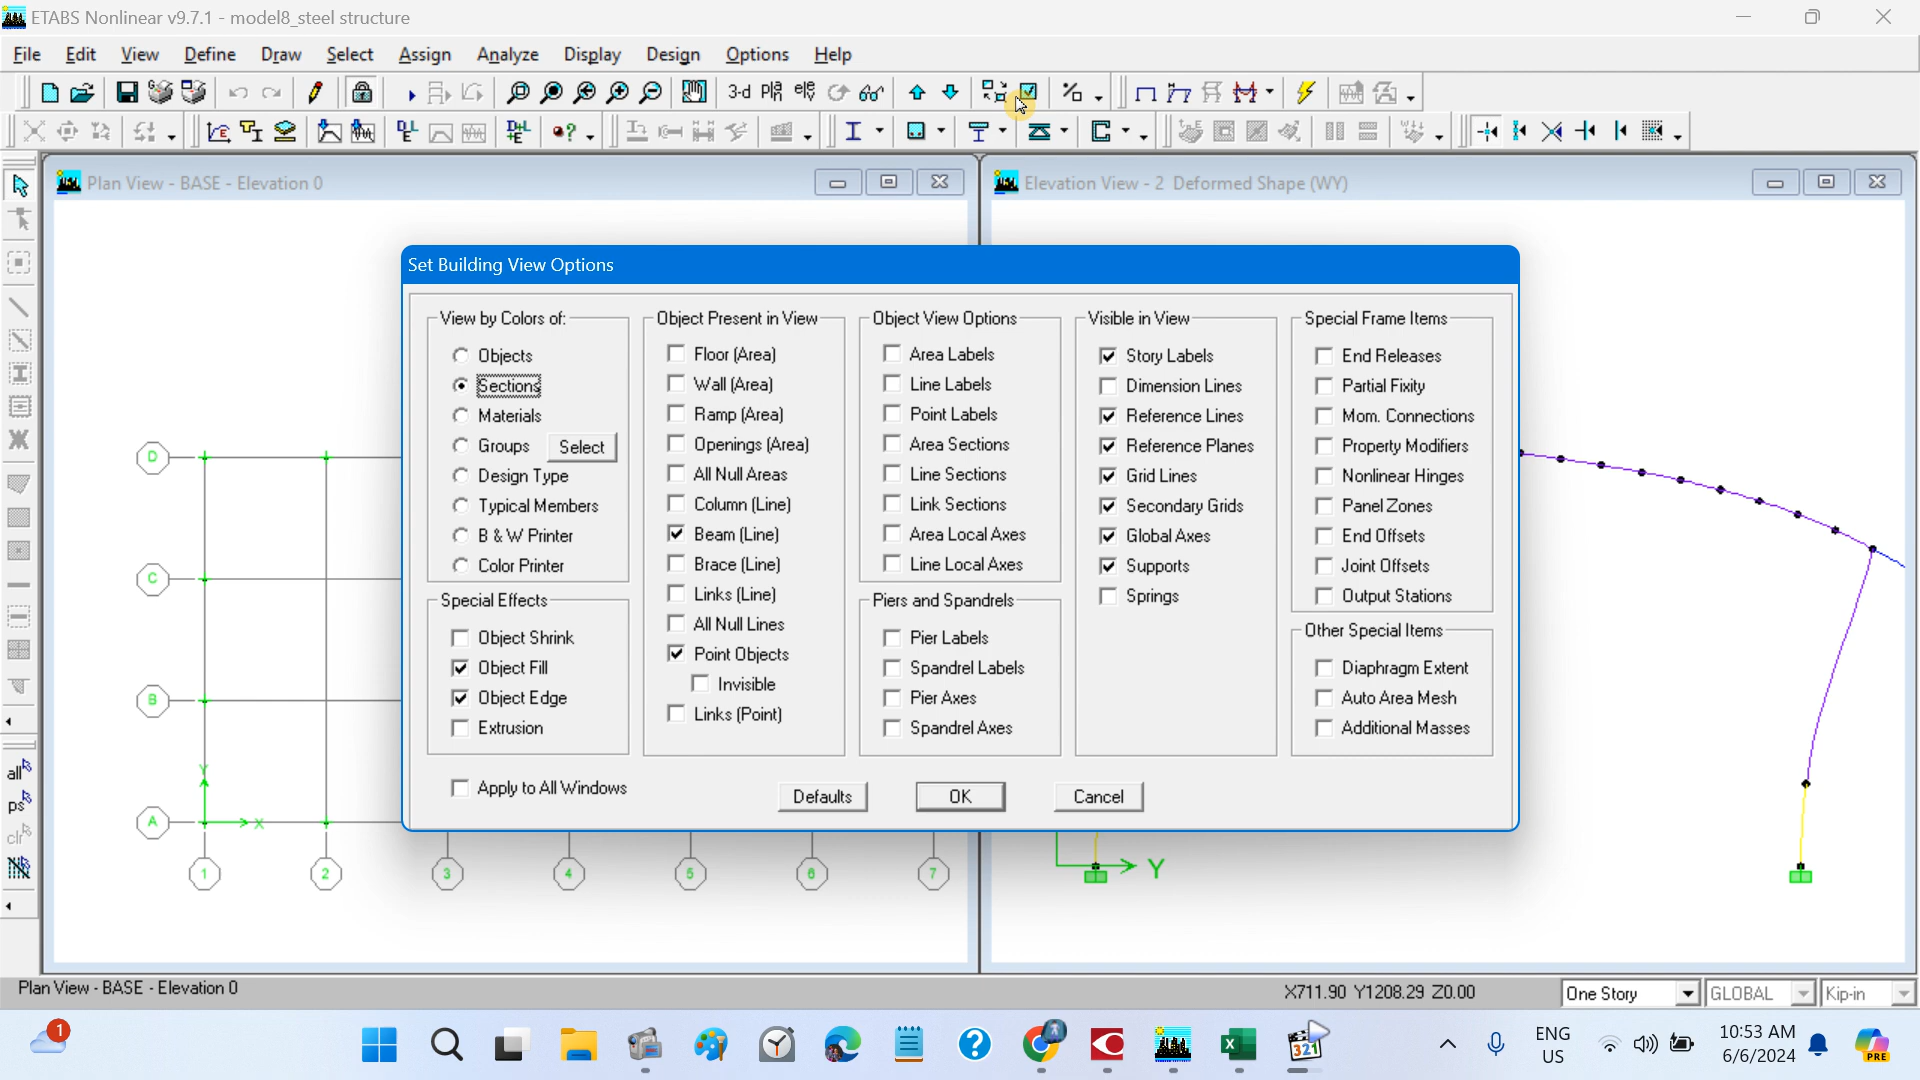 ETABS Nonlinear v9.7.1 - model8_steel structure
File Edit View Define Draw Select Assign Analyze Display Design Options Help
3-d
Plan View - BASE - Elevation 0
Elevation View - 2 Deformed Shape (WY)
Set Building View Options
View by Colors of:
Objects
Sections
Materials
Groups Select
Design Type
Typical Members
B & W Printer
Color Printer
Special Effects
Object Shrink
Object Fill
Object Edge
Extrusion
Apply to All Windows
Object Present in View
Floor (Area)
Wall (Area)
Ramp (Area)
Openings (Area)
All Null Areas
Column (Line)
Beam (Line)
Brace (Line)
Links (Line)
All Null Lines
Point Objects
Invisible
Links (Point)
Object View Options
Area Labels
Line Labels
Point Labels
Area Sections
Line Sections
Link Sections
Area Local Axes
Line Local Axes
Piers and Spandrels
Pier Labels
Spandrel Labels
Pier Axes
Spandrel Axes
Visible in View
Story Labels
Dimension Lines
Reference Lines
Reference Planes
Grid Lines
Secondary Grids
Global Axes
Supports
Springs
Special Frame Items
End Releases
Partial Fixity
Mom. Connections
Property Modifiers
Nonlinear Hinges
Panel Zones
End Offsets
Joint Offsets
Output Stations
Other Special Items
Diaphragm Extent
Auto Area Mesh
Additional Masses
Defaults OK Cancel
D
C
B
A
Y
X
1 2 3 4 5 6 7
Y
all
ps
clr
Plan View - BASE - Elevation 0
X711.90 Y1208.29 Z0.00
One Story GLOBAL Kip-in
1
321
ENG
US
10:53 AM
6/6/2024
PRE